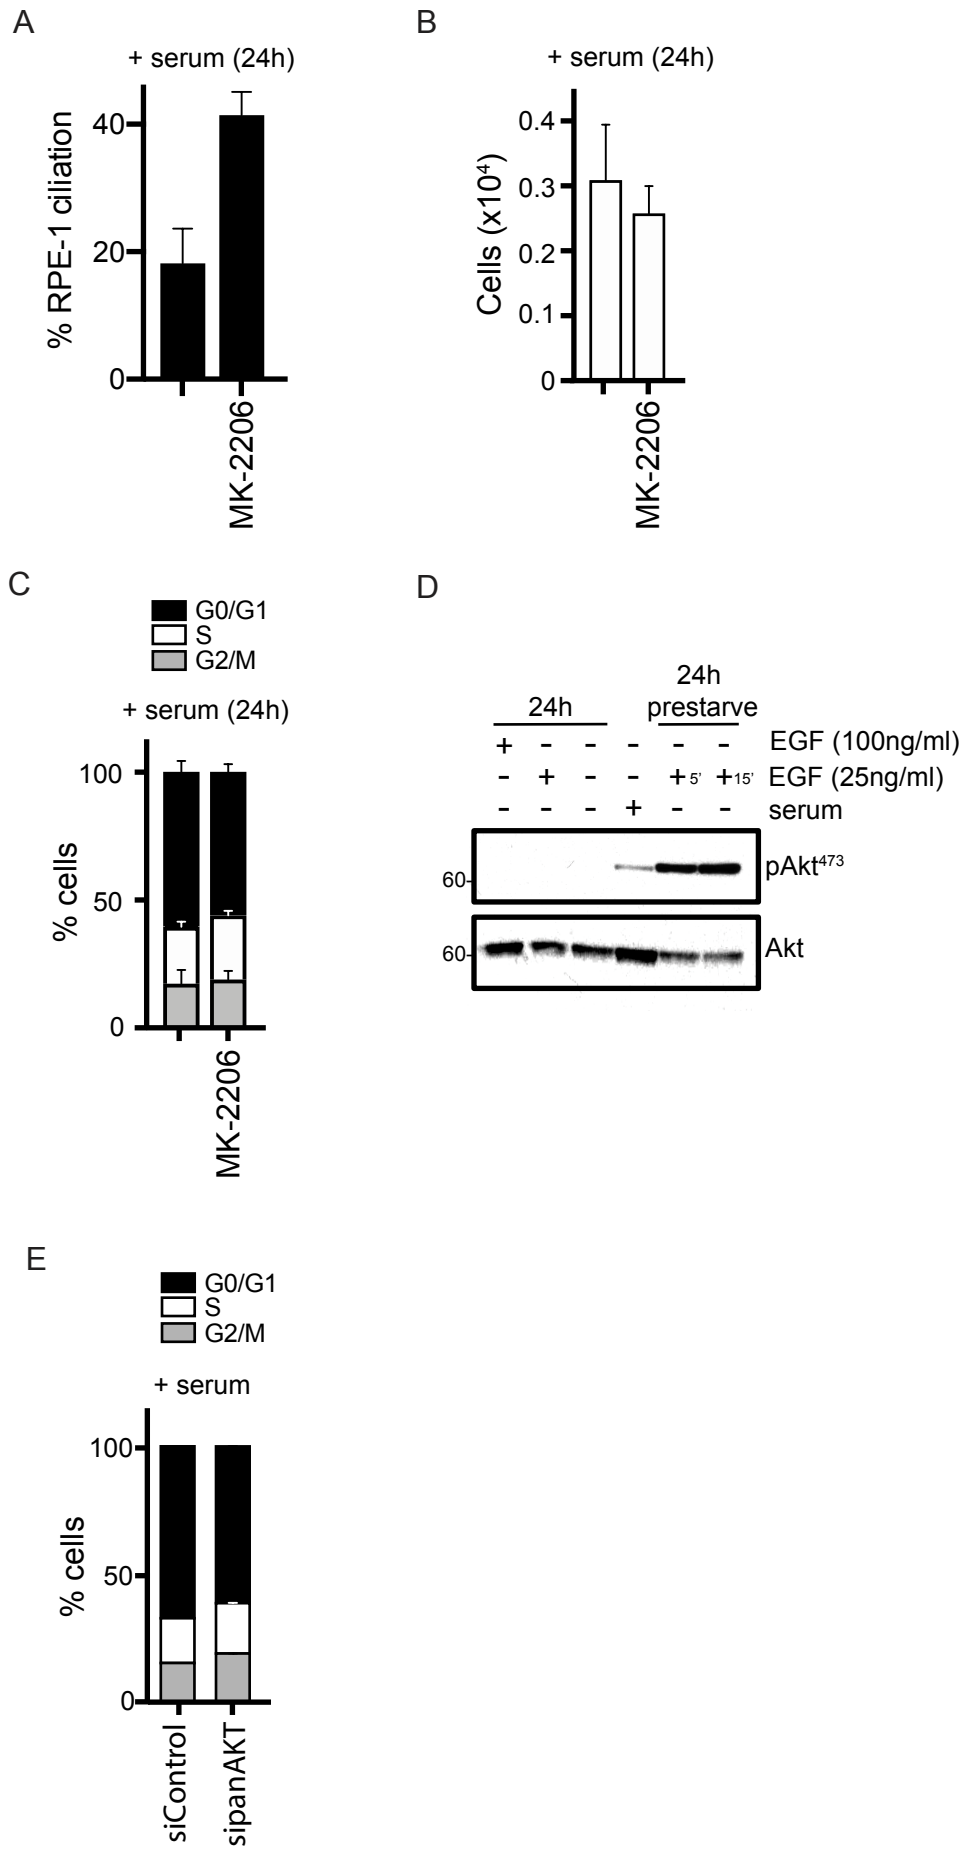 A
+ serum (24h)
% RPE-1 ciliation
40
20
0
MK-2206
B
+ serum (24h)
Cells (x10⁴)
0.4
0.3
0.2
0.1
0
MK-2206
C
G0/G1
S
G2/M
+ serum (24h)
% cells
100
50
0
MK-2206
D
24h
24h
prestarve
+ - - - - - EGF (100ng/ml)
- + - - +5' +15' EGF (25ng/ml)
- - - + - - serum
60-
pAkt⁴⁷³
60-
Akt
E
G0/G1
S
G2/M
+ serum
% cells
100
50
0
siControl
sipanAKT